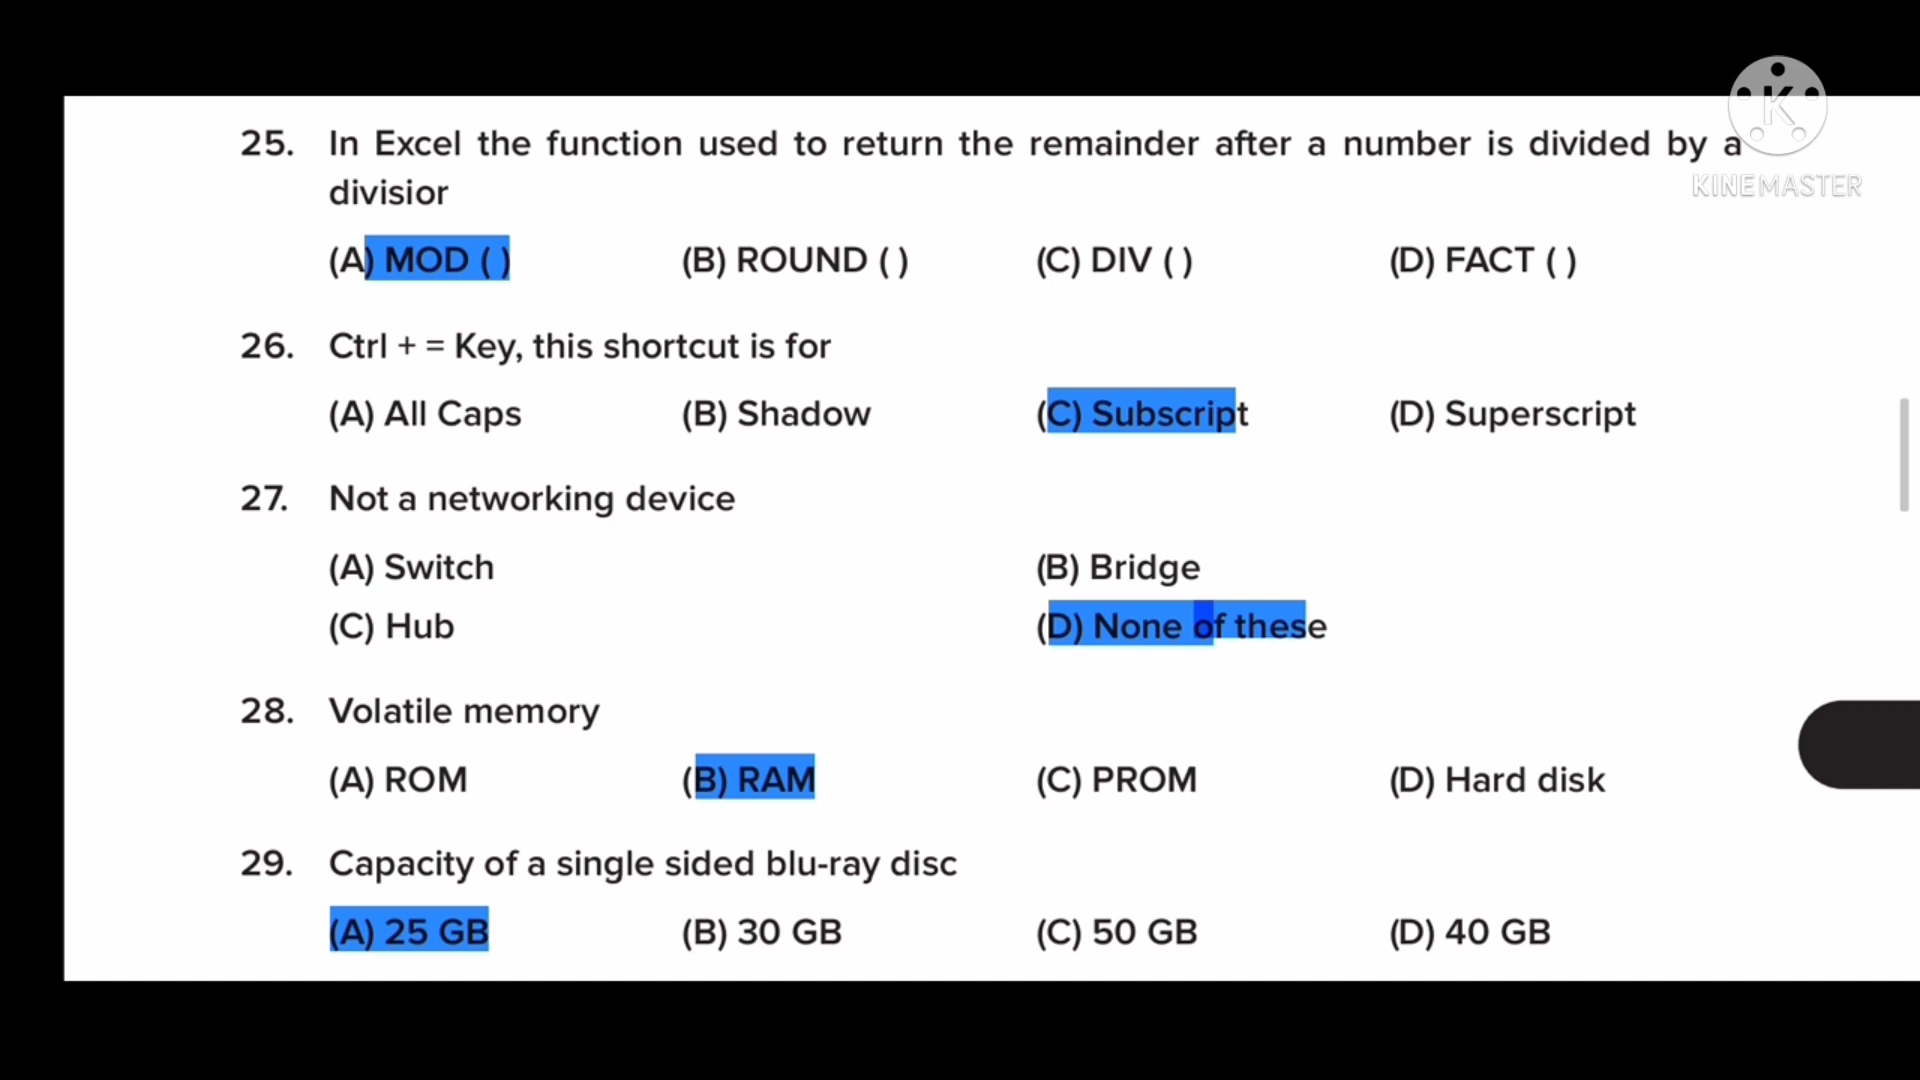 25. In Excel the function used to return the remainder after a number is divided by a
divisior
(A) MOD ( ) (B) ROUND ( ) (C) DIV ( ) (D) FACT ( )
26. Ctrl + = Key, this shortcut is for
(A) All Caps (B) Shadow (C) Subscript (D) Superscript
27. Not a networking device
(A) Switch (B) Bridge
(C) Hub (D) None of these
28. Volatile memory
(A) ROM (B) RAM (C) PROM (D) Hard disk
29. Capacity of a single sided blu-ray disc
(A) 25 GB (B) 30 GB (C) 50 GB (D) 40 GB
K
KINEMASTER